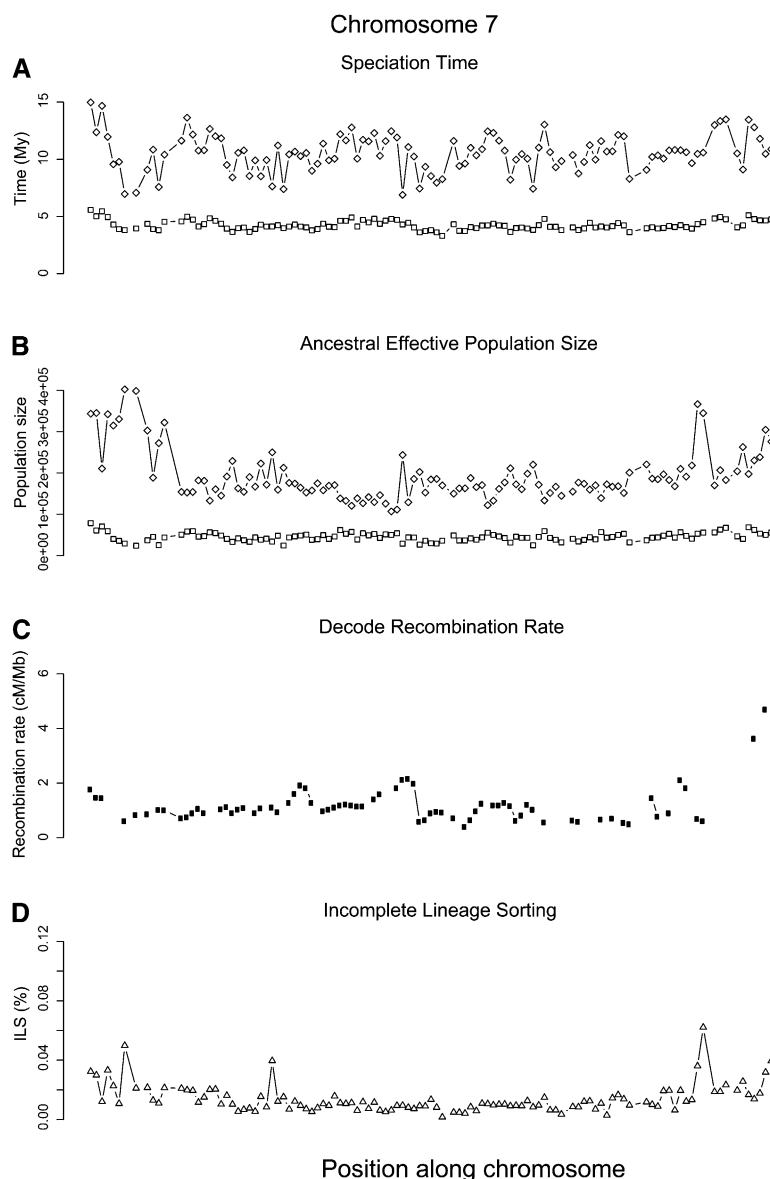 Chromosome 7
A
Speciation Time
Time (My)
15
10
5
0
B
Ancestral Effective Population Size
Population size
0e+00 1e+05 2e+05 3e+05 4e+05
C
Decode Recombination Rate
Recombination rate (cM/Mb)
6
4
2
0
D
Incomplete Lineage Sorting
ILS (%)
0.12
0.08
0.04
0.00
Position along chromosome